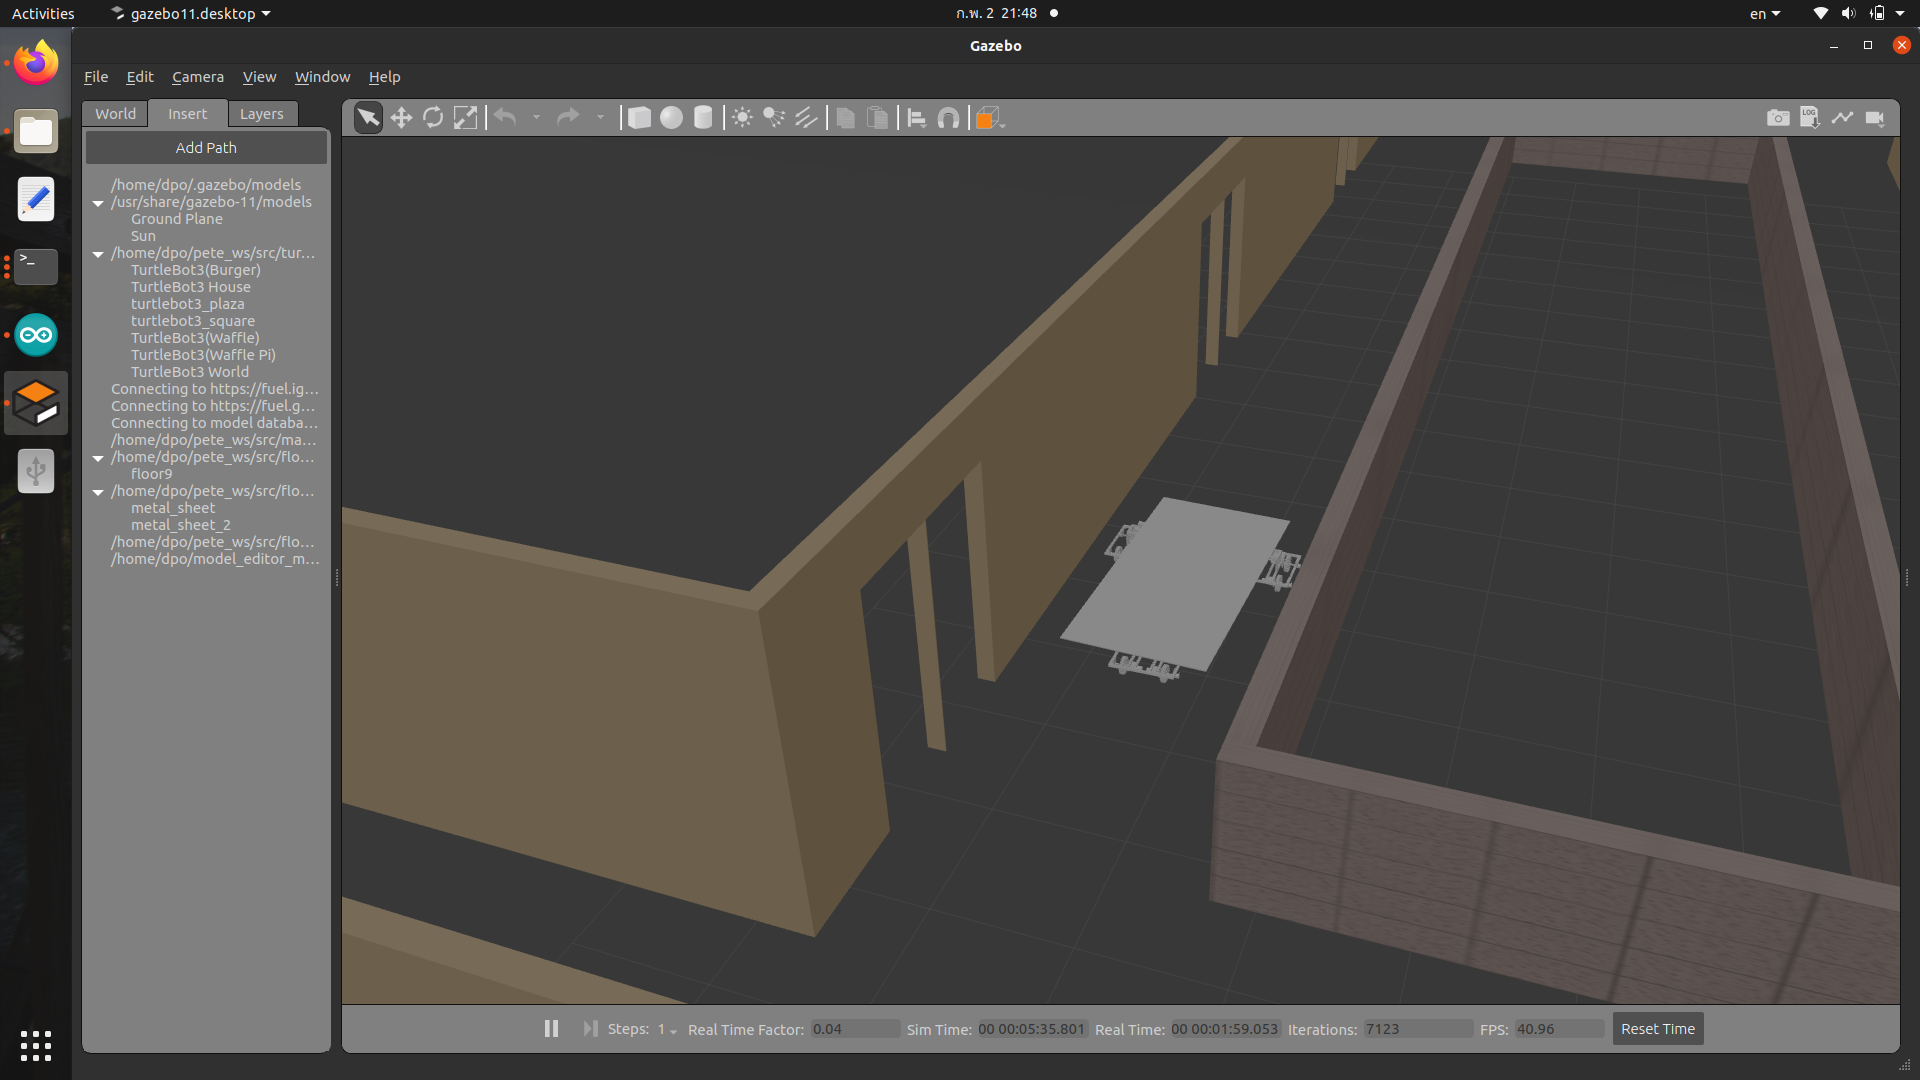 Activities
gazebo11.desktop
ก.พ. 2 21:48
en
Gazebo
File Edit Camera View Window Help
World Insert Layers
Add Path
/home/dpo/.gazebo/models
/usr/share/gazebo-11/models
Ground Plane
Sun
/home/dpo/pete_ws/src/tur...
TurtleBot3(Burger)
TurtleBot3 House
turtlebot3_plaza
turtlebot3_square
TurtleBot3(Waffle)
TurtleBot3(Waffle Pi)
TurtleBot3 World
Connecting to https://fuel.ig...
Connecting to https://fuel.g...
Connecting to model databa...
/home/dpo/pete_ws/src/ma...
/home/dpo/pete_ws/src/flo...
floor9
/home/dpo/pete_ws/src/flo...
metal_sheet
metal_sheet_2
/home/dpo/pete_ws/src/flo...
/home/dpo/model_editor_m...
LOG
Steps: 1 Real Time Factor: 0.04 Sim Time: 00 00:05:35.801 Real Time: 00 00:01:59.053 Iterations: 7123 FPS: 40.96 Reset Time